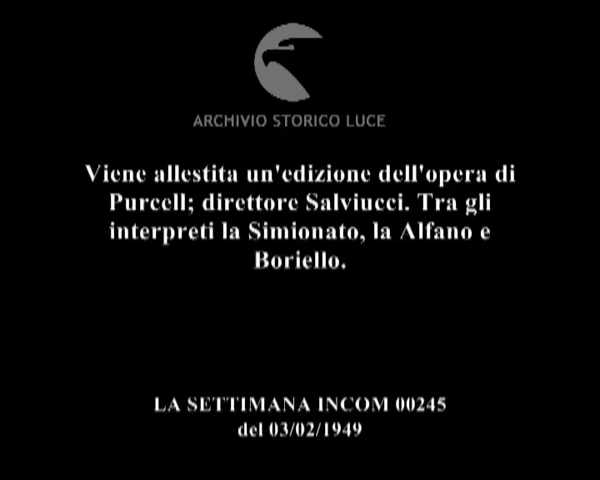 ARCHIVIO STORICO LUCE
Viene allestita un'edizione dell'opera di
Purcell; direttore Salviucci. Tra gli
interpreti la Simionato, la Alfano e
Boriello.
LA SETTIMANA INCOM 00245
del 03/02/1949